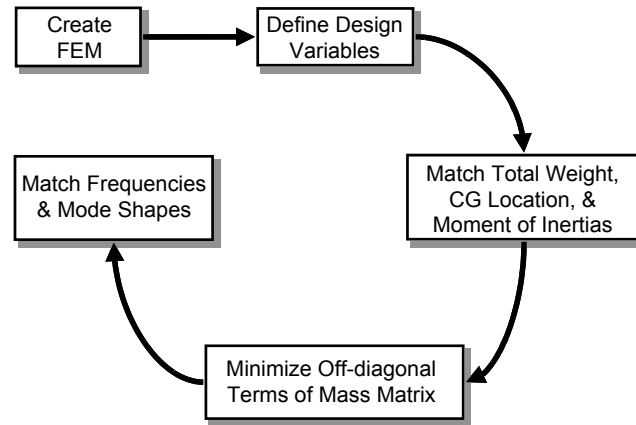 Create
FEM
Define Design
Variables
Match Total Weight,
CG Location, &
Moment of Inertias
Minimize Off-diagonal
Terms of Mass Matrix
Match Frequencies
& Mode Shapes